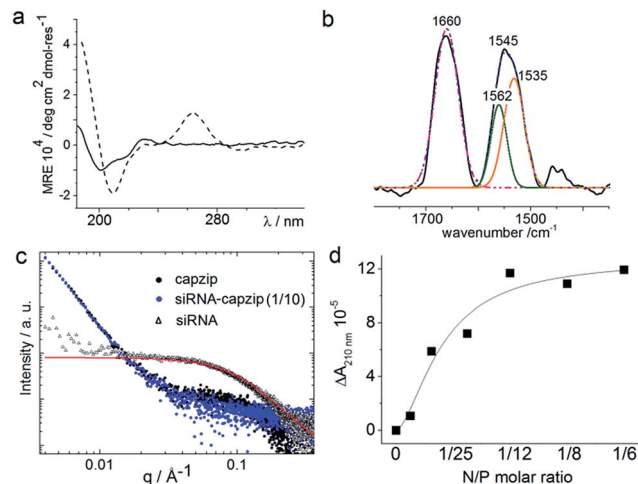 a
MRE 10⁴ / deg cm² dmol-res⁻¹
4
2
0
-2
200
240
280
λ / nm
b
1660
1545
1535
1562
1700
1500
wavenumber /cm⁻¹
c
Intensity / a. u.
capzip
siRNA-capzip (1/10)
siRNA
0.01
0.1
q / Å⁻¹
d
ΔA210 nm 10⁻⁵
12
8
4
0
0
1/25
1/12
1/8
1/6
N/P molar ratio